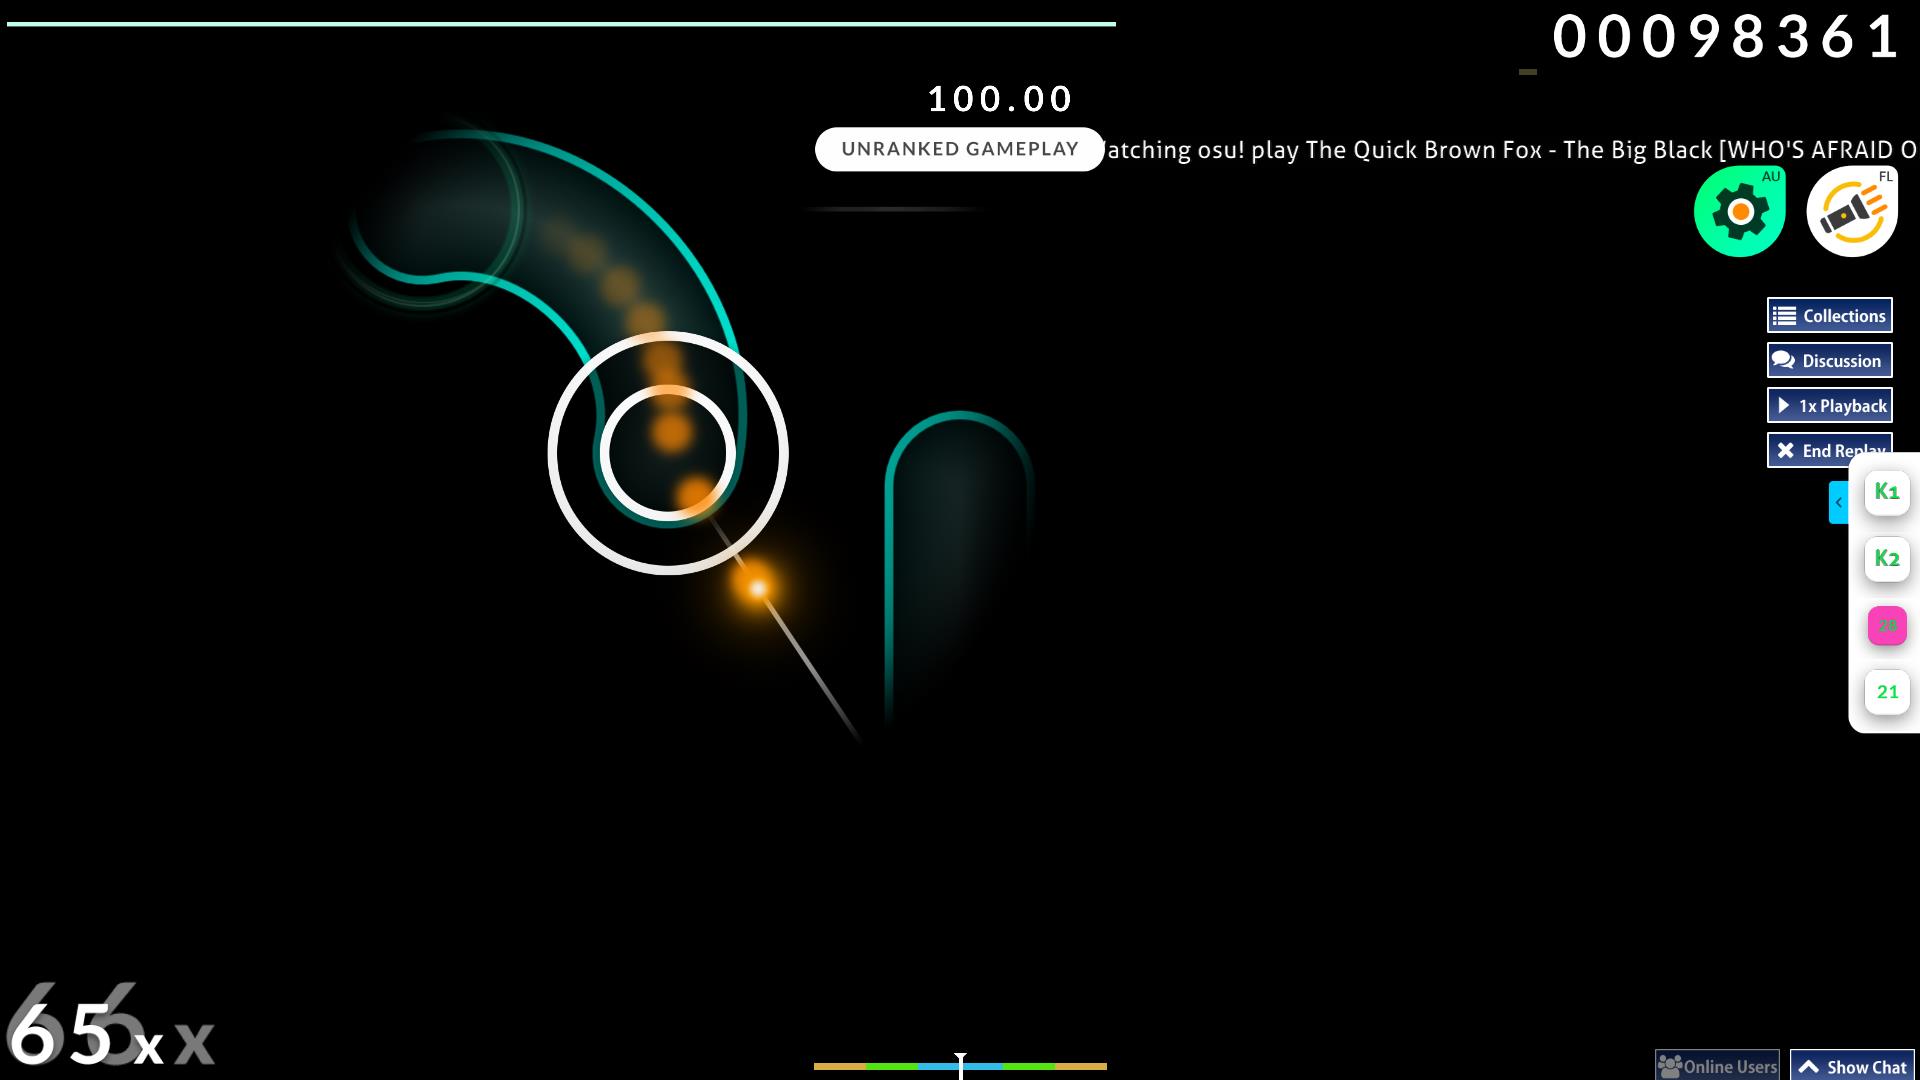 00098361
100.00
UNRANKED GAMEPLAY
atching osu! play The Quick Brown Fox - The Big Black [WHO'S AFRAID O
AU
FL
Collections
Discussion
1x Playback
End Replay
K1
K2
28
21
66x
65x
Online Users
Show Chat